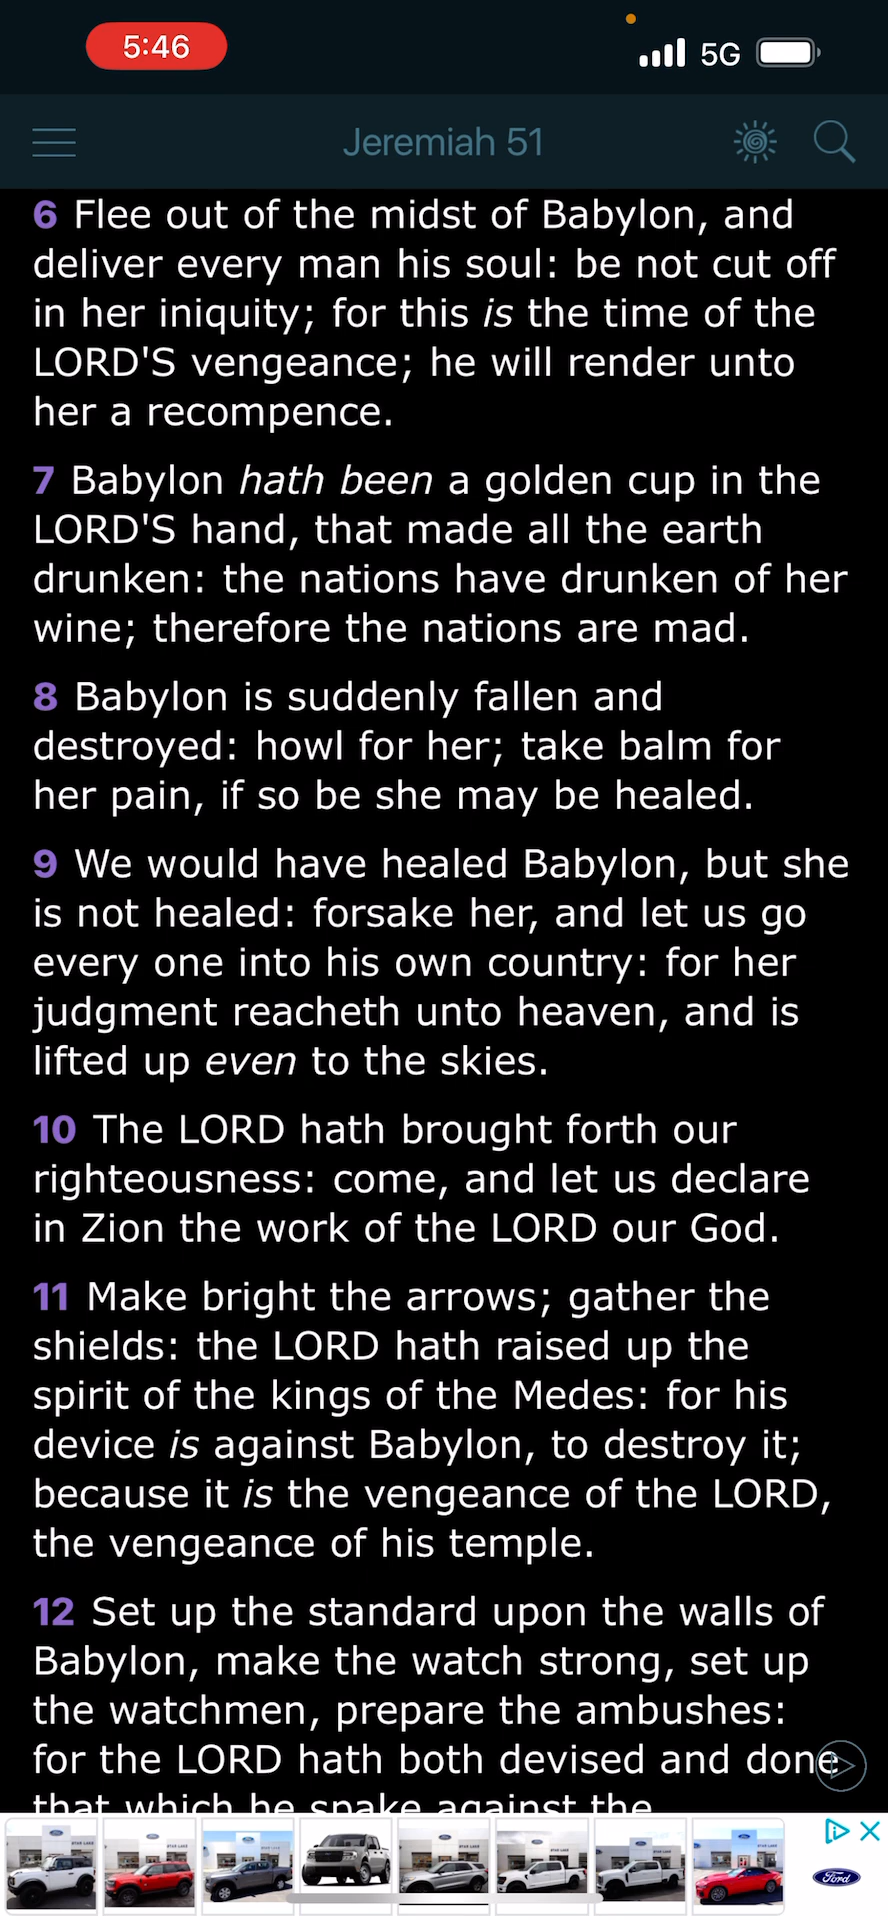 5:46
5G
Jeremiah 51
6 Flee out of the midst of Babylon, and
deliver every man his soul: be not cut off
in her iniquity; for this is the time of the
LORD'S vengeance; he will render unto
her a recompence.
7 Babylon hath been a golden cup in the
LORD'S hand, that made all the earth
drunken: the nations have drunken of her
wine; therefore the nations are mad.
8 Babylon is suddenly fallen and
destroyed: howl for her; take balm for
her pain, if so be she may be healed.
9 We would have healed Babylon, but she
is not healed: forsake her, and let us go
every one into his own country: for her
judgment reacheth unto heaven, and is
lifted up even to the skies.
10 The LORD hath brought forth our
righteousness: come, and let us declare
in Zion the work of the LORD our God.
11 Make bright the arrows; gather the
shields: the LORD hath raised up the
spirit of the kings of the Medes: for his
device is against Babylon, to destroy it;
because it is the vengeance of the LORD,
the vengeance of his temple.
12 Set up the standard upon the walls of
Babylon, make the watch strong, set up
the watchmen, prepare the ambushes:
for the LORD hath both devised and done
that which he spake against the
Ford